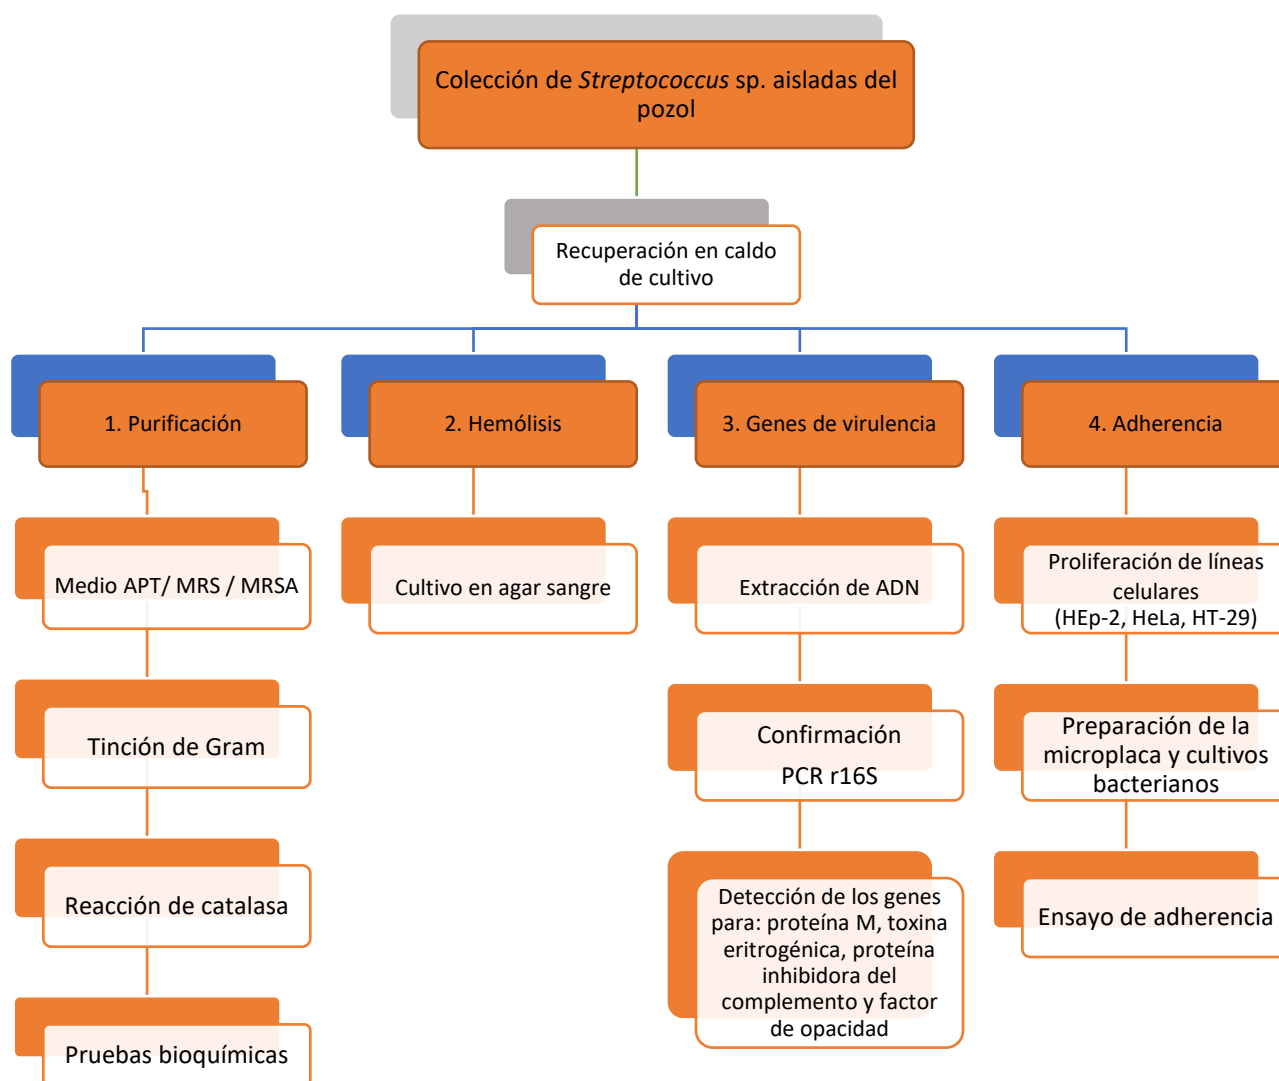 Colección de Streptococcus sp. aisladas del
pozol
Recuperación en caldo
de cultivo
1. Purificación
2. Hemólisis
3. Genes de virulencia
4. Adherencia
Medio APT/ MRS / MRSA
Tinción de Gram
Reacción de catalasa
Pruebas bioquímicas
Cultivo en agar sangre
Extracción de ADN
Confirmación
PCR r16S
Detección de los genes
para: proteína M, toxina
eritrogénica, proteína
inhibidora del
complemento y factor
de opacidad
Proliferación de líneas
celulares
(HEp-2, HeLa, HT-29)
Preparación de la
microplaca y cultivos
bacterianos
Ensayo de adherencia